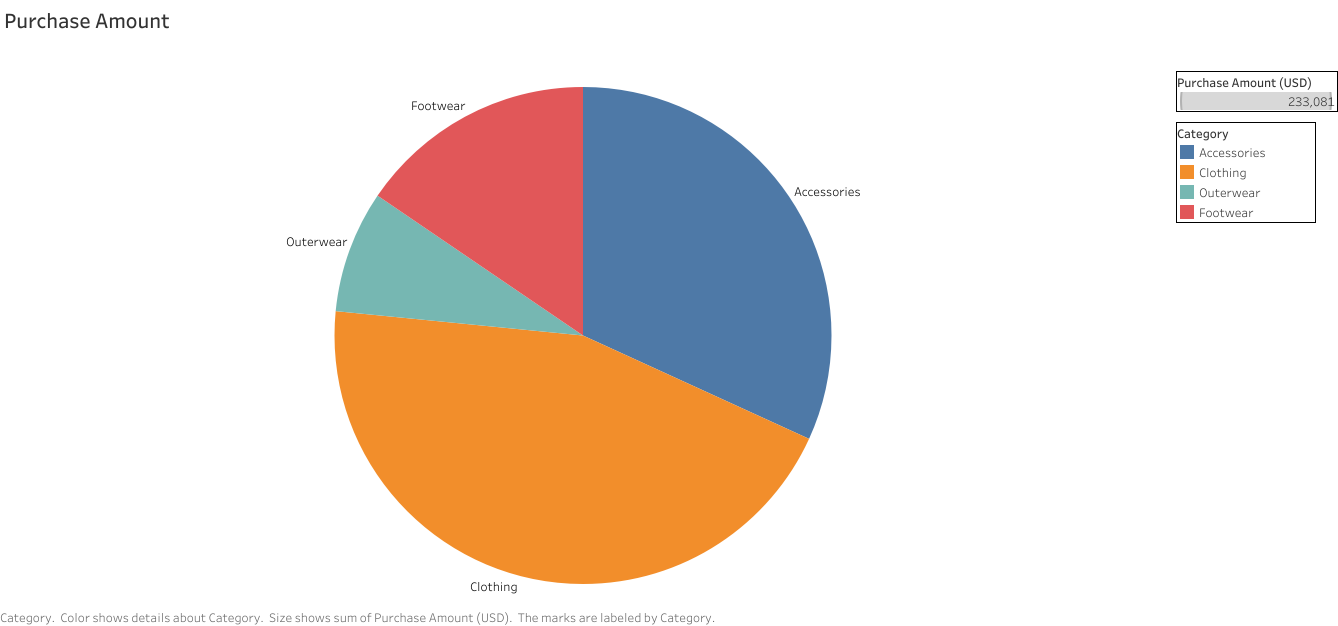 Purchase Amount
Footwear
Accessories
Outerwear
Clothing
Purchase Amount (USD)
233,081
Category
Accessories
Clothing
Outerwear
Footwear
Category.  Color shows details about Category.  Size shows sum of Purchase Amount (USD).  The marks are labeled by Category.